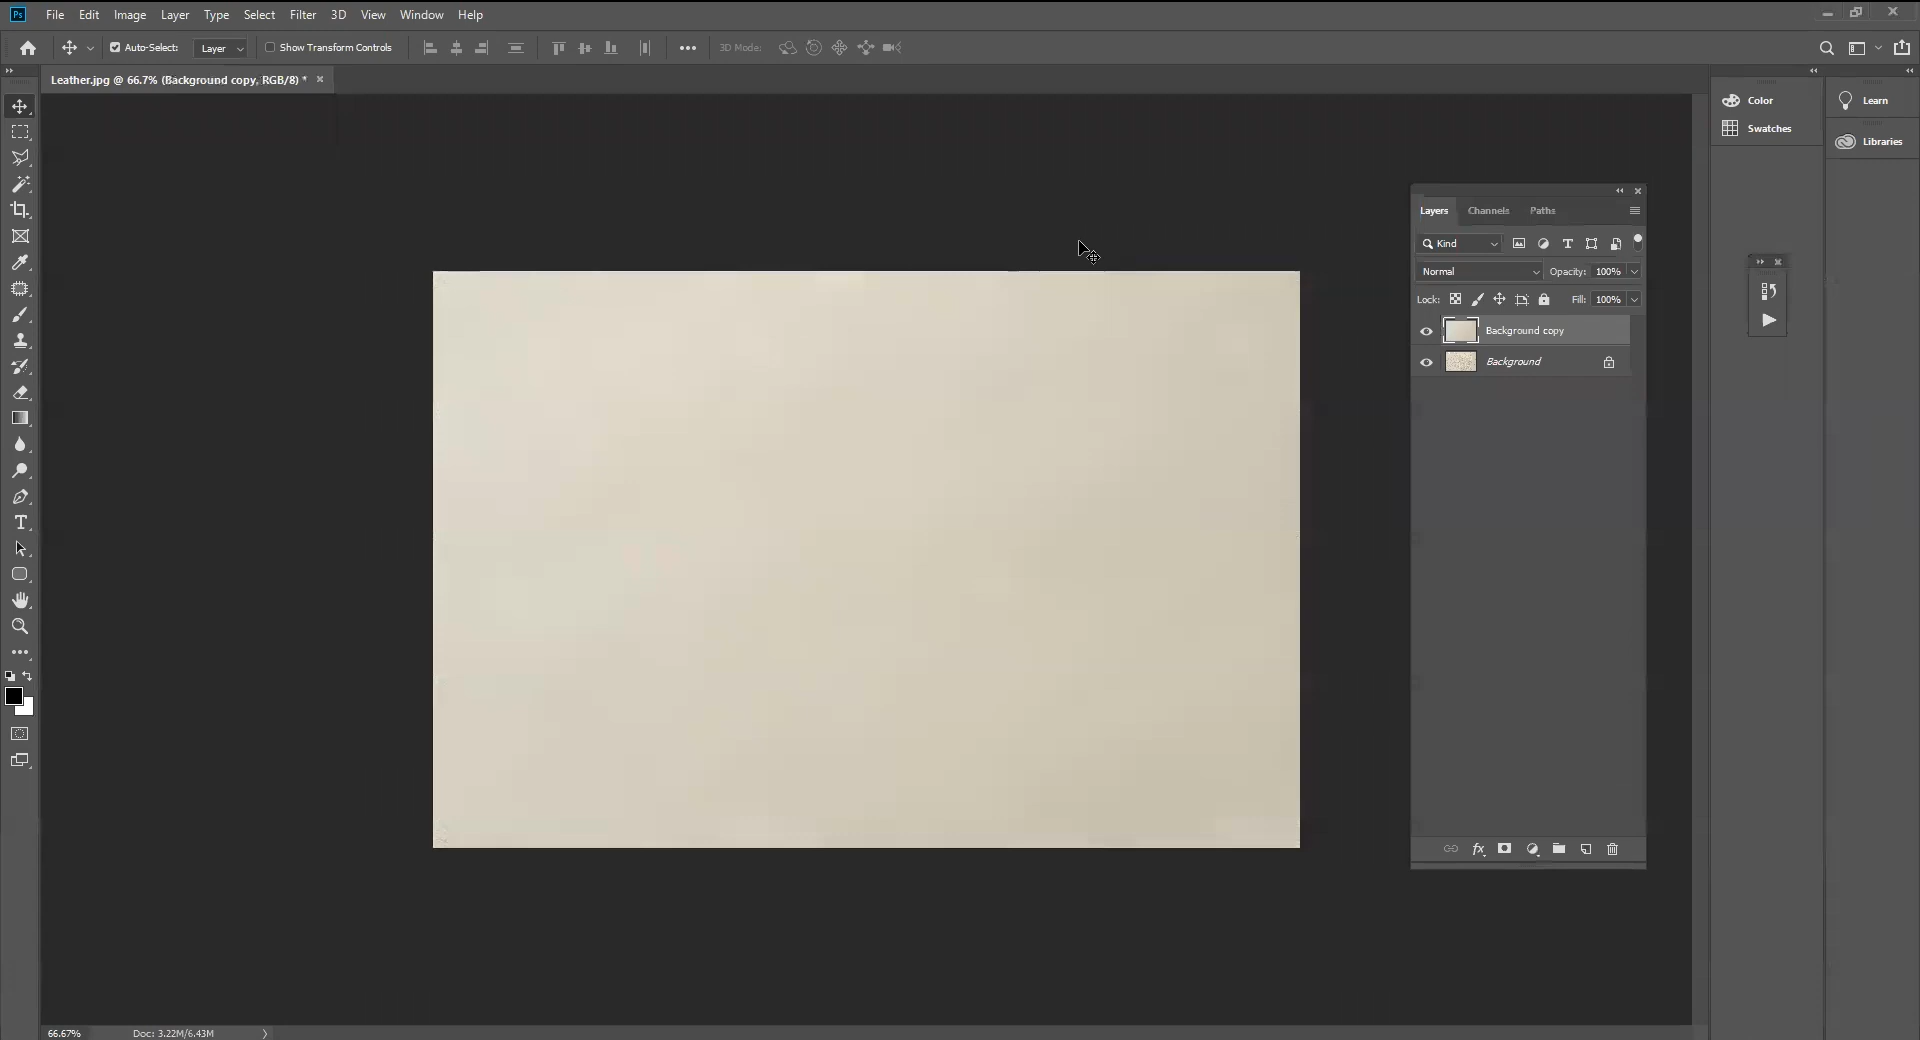 Ps File Edit Image Layer Type Select Filter 3D View Window Help
Auto-Select: Layer Show Transform Controls 3D Mode:
Leather.jpg @ 66.7% (Background copy, RGB/8) *
Color
Swatches
Learn
Libraries
Layers Channels Paths
Kind
Normal Opacity: 100%
Lock: Fill: 100%
Background copy
Background
fx
66.67% Doc: 3.22M/6.43M